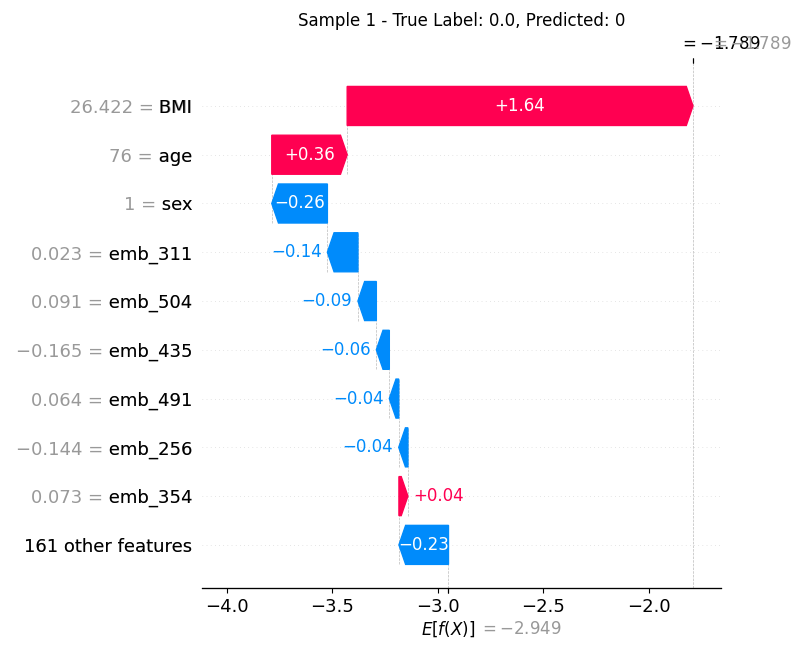 Sample 1 - True Label: 0.0, Predicted: 0
= −1.789
26.422 = BMI
+1.64
76 = age
+0.36
1 = sex
−0.26
0.023 = emb_311
−0.14
0.091 = emb_504
−0.09
−0.165 = emb_435
−0.06
0.064 = emb_491
−0.04
−0.144 = emb_256
−0.04
0.073 = emb_354
+0.04
161 other features
−0.23
−4.0 −3.5 −3.0 −2.5 −2.0
E[f(X)] = −2.949